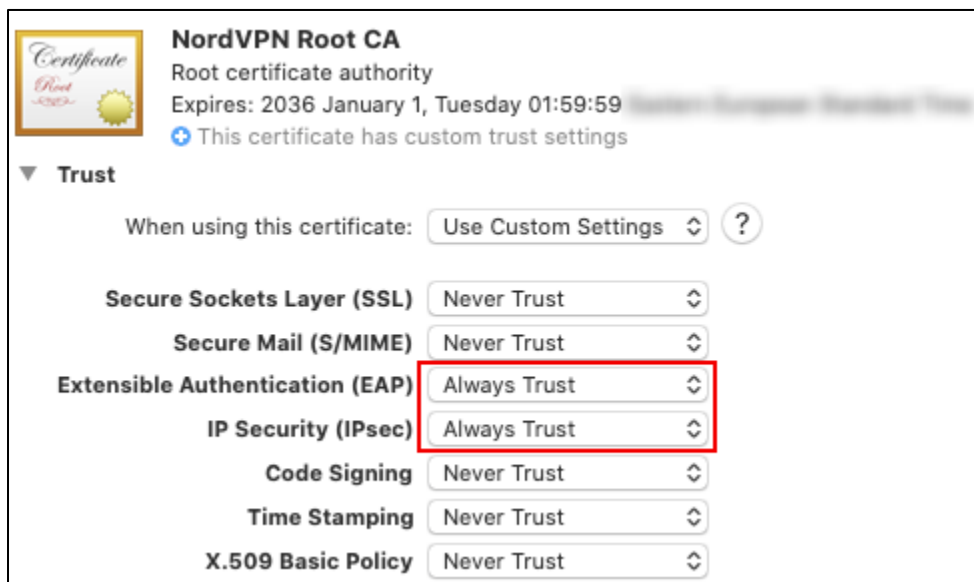 Certificate
Root
NordVPN Root CA
Root certificate authority
Expires: 2036 January 1, Tuesday 01:59:59
This certificate has custom trust settings
Trust
When using this certificate: Use Custom Settings ?
Secure Sockets Layer (SSL) Never Trust
Secure Mail (S/MIME) Never Trust
Extensible Authentication (EAP) Always Trust
IP Security (IPsec) Always Trust
Code Signing Never Trust
Time Stamping Never Trust
X.509 Basic Policy Never Trust